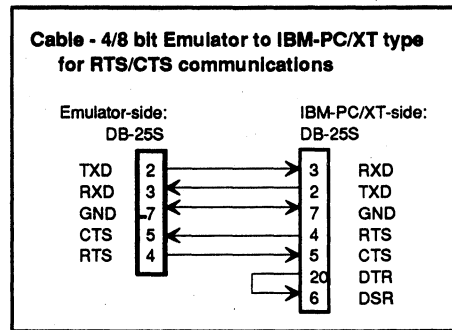 Cable - 4/8 bit Emulator to IBM-PC/XT type
for RTS/CTS communications
Emulator-side: IBM-PC/XT-side:
DB-25S DB-25S
TXD 2 3 RXD
RXD 3 2 TXD
GND 7 7 GND
CTS 5 4 RTS
RTS 4 5 CTS
20 DTR
6 DSR